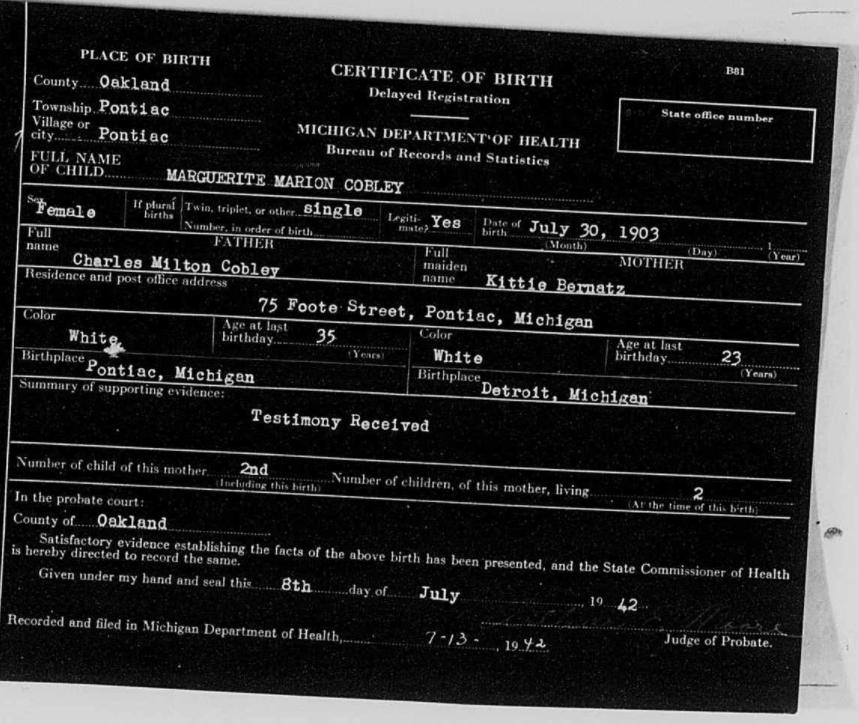 PLACE OF BIRTH
County Oakland
Township Pontiac
Village or city Pontiac
CERTIFICATE OF BIRTH
Delayed Registration
MICHIGAN DEPARTMENT OF HEALTH
Bureau of Records and Statistics
B81
State office number
FULL NAME
OF CHILD MARGUERITE MARION COBLEY
Sex Female If plural births Twin, triplet, or other single Legiti-mate? Yes Date of birth July 30, 1903 1
Number, in order of birth (Month) (Day) (Year)
FATHER
Full name Charles Milton Cobley
MOTHER
Full maiden name Kittie Bernatz
Residence and post office address
75 Foote Street, Pontiac, Michigan
Color White Age at last birthday 35 (Years)
Color White Age at last birthday 23 (Years)
Birthplace Pontiac, Michigan
Birthplace Detroit, Michigan
Summary of supporting evidence:
Testimony Received
Number of child of this mother 2nd Number of children, of this mother, living 2
(Including this birth) (At the time of this birth)
In the probate court:
County of Oakland
Satisfactory evidence establishing the facts of the above birth has been presented, and the State Commissioner of Health
is hereby directed to record the same.
Given under my hand and seal this 8th day of July, 19 42
Moore
Recorded and filed in Michigan Department of Health, 7-13-, 1942
Judge of Probate.